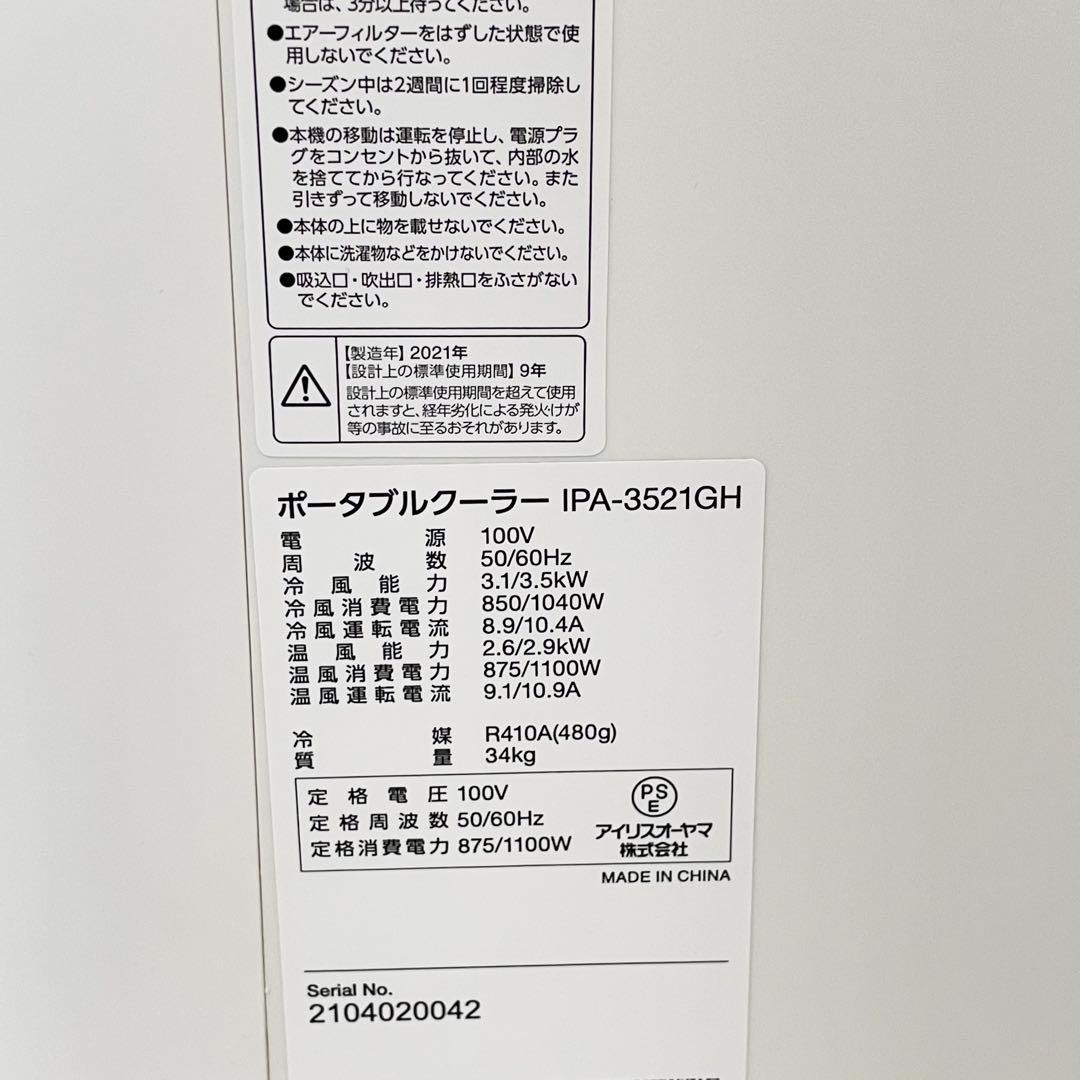 場合は、3分以上待ってください。
●エアーフィルターをはずした状態で使
用しないでください。
●シーズン中は2週間に1回程度掃除し
てください。
●本機の移動は運転を停止し、電源プラ
グをコンセントから抜いて、内部の水
を捨ててから行なってください。また
引きずって移動しないでください。
●本体の上に物を載せないでください。
●本体に洗濯物などをかけないでください。
●吸込口・吹出口・排熱口をふさがない
でください。
【製造年】2021年
【設計上の標準使用期間】9年
設計上の標準使用期間を超えて使用
されますと、経年劣化による発火・けが
等の事故に至るおそれがあります。
ポータブルクーラー IPA-3521GH
電源 100V
周波数 50/60Hz
冷風能力 3.1/3.5kW
冷風消費電力 850/1040W
冷風運転電流 8.9/10.4A
温風能力 2.6/2.9kW
温風消費電力 875/1100W
温風運転電流 9.1/10.9A
冷媒 R410A(480g)
質量 34kg
定格電圧 100V
定格周波数 50/60Hz
定格消費電力 875/1100W
PS
E
アイリスオーヤマ
株式会社
MADE IN CHINA
Serial No.
2104020042